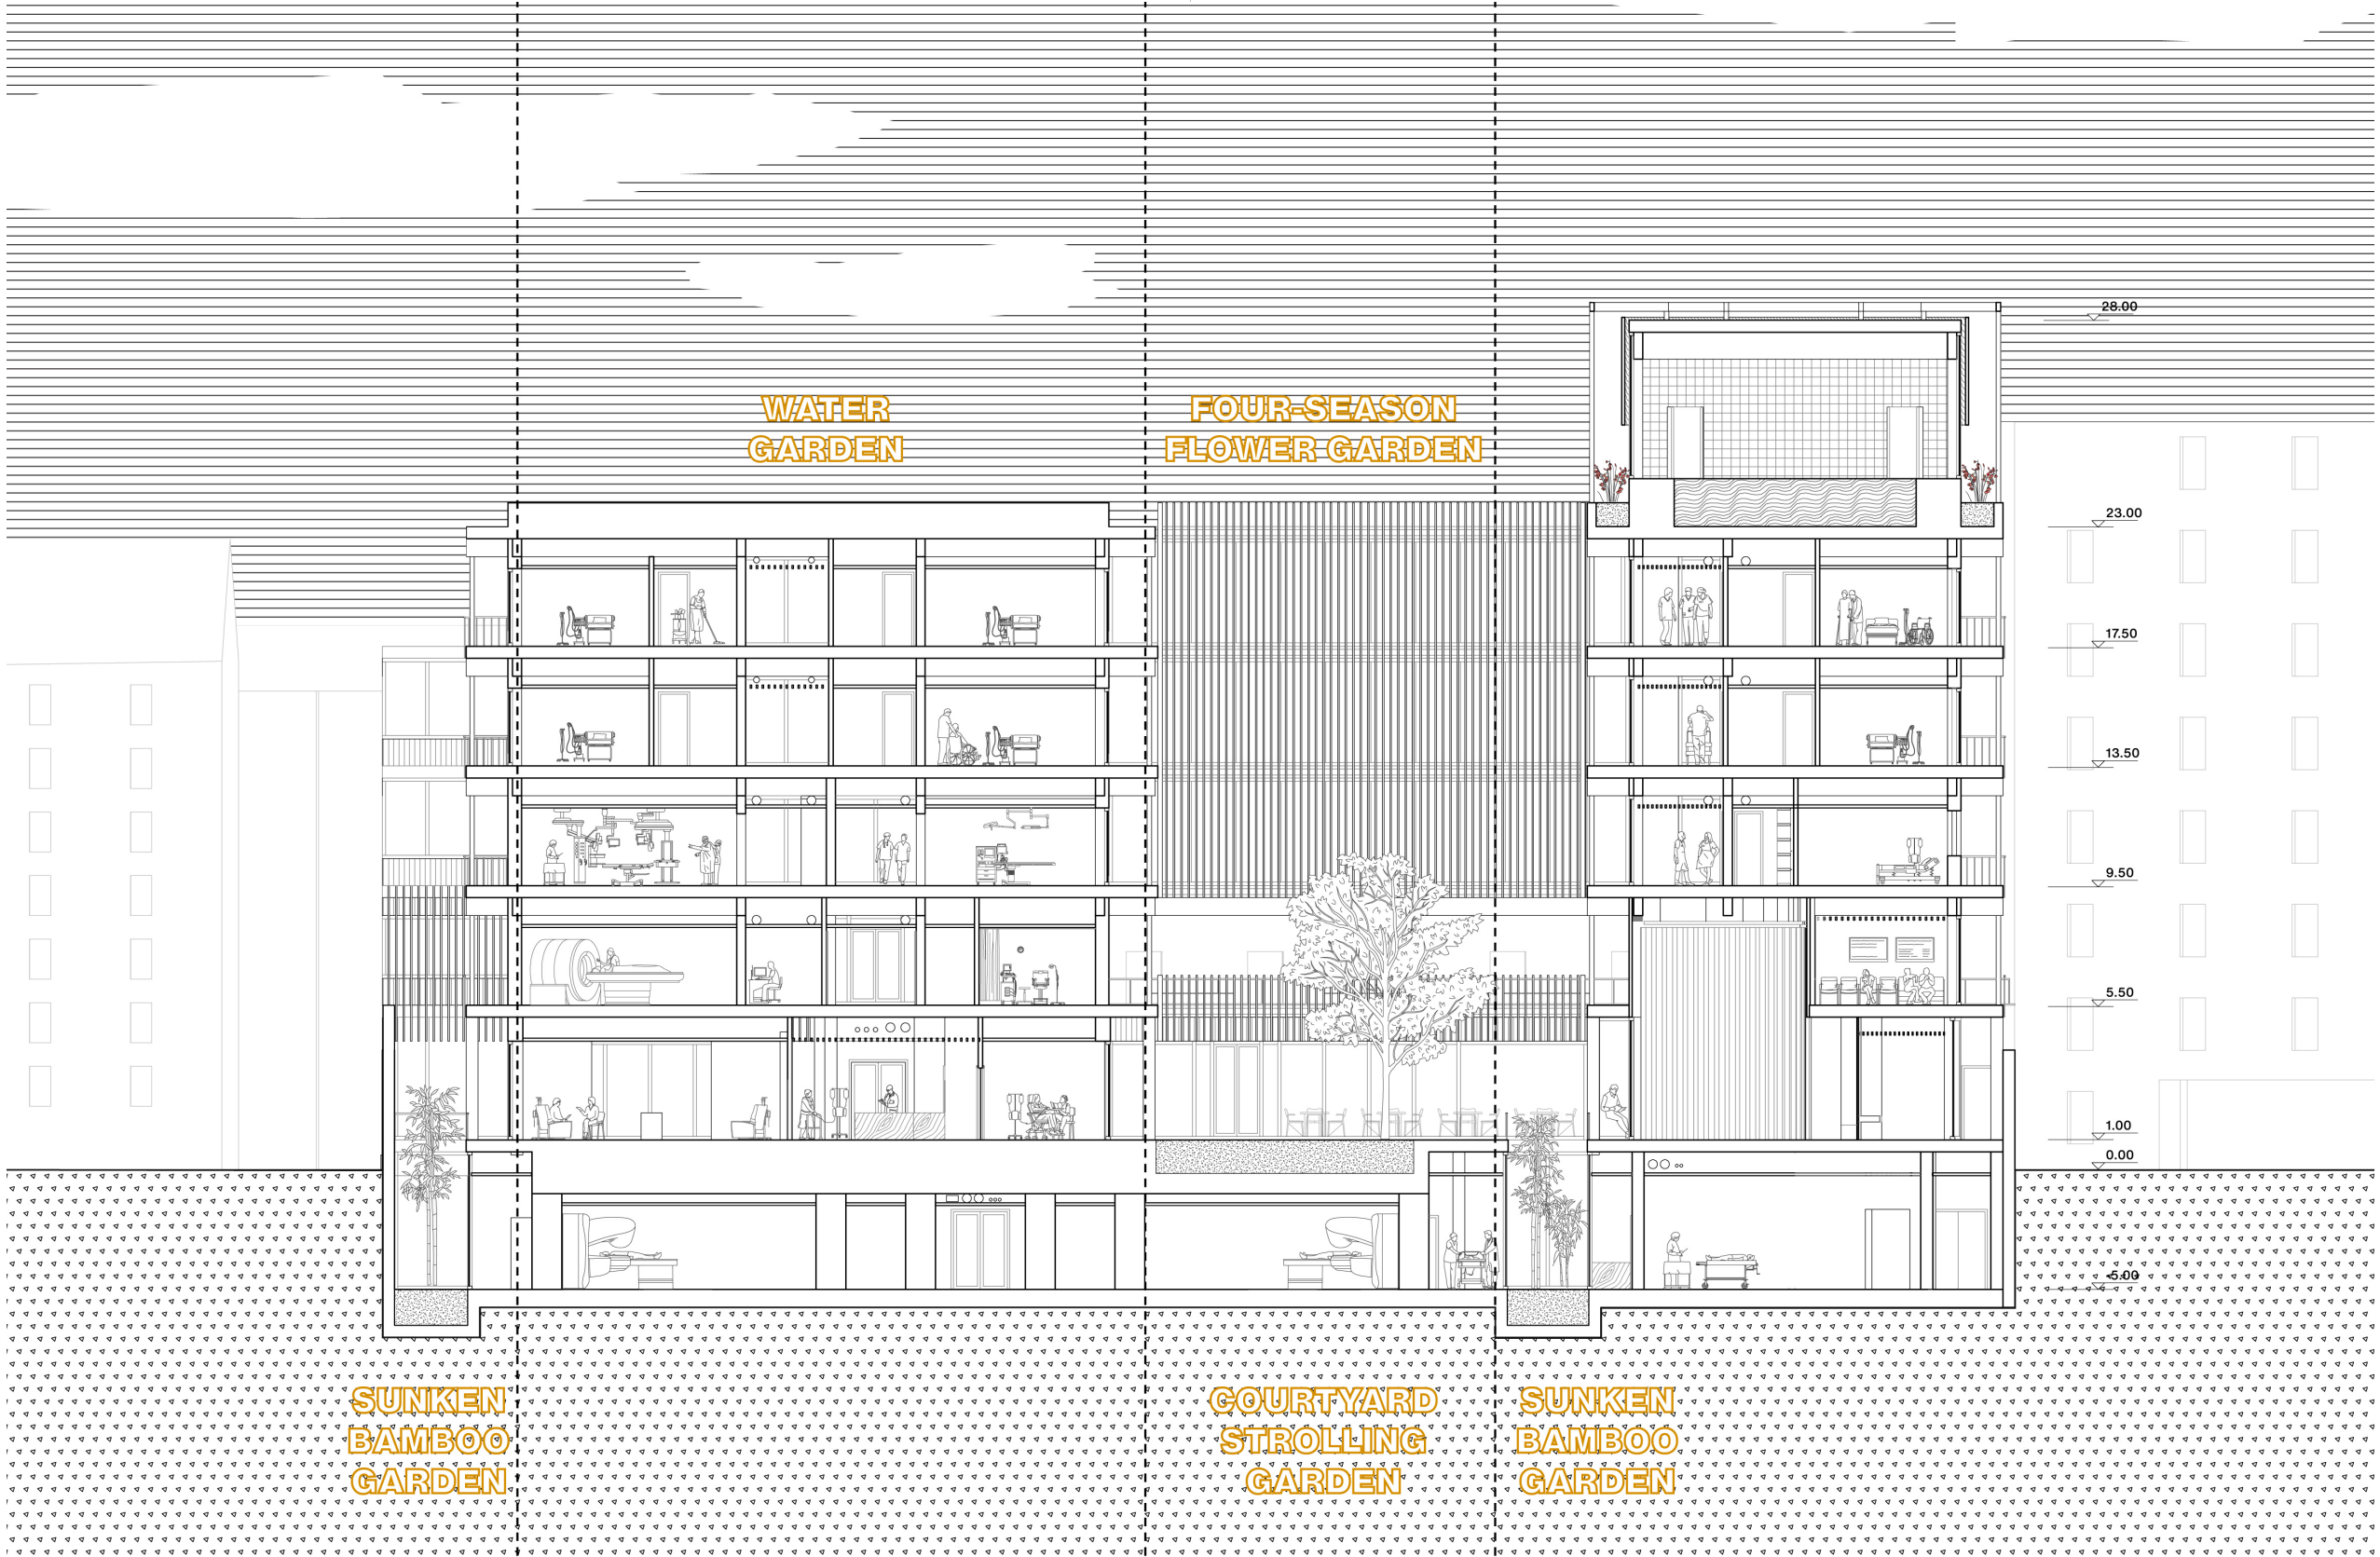 28.00
WATER
GARDEN
FOUR-SEASON
FLOWER GARDEN
23.00
17.50
13.50
9.50
5.50
1.00
0.00
-5.00
SUNKEN
BAMBOO
GARDEN
COURTYARD
STROLLING
GARDEN
SUNKEN
BAMBOO
GARDEN